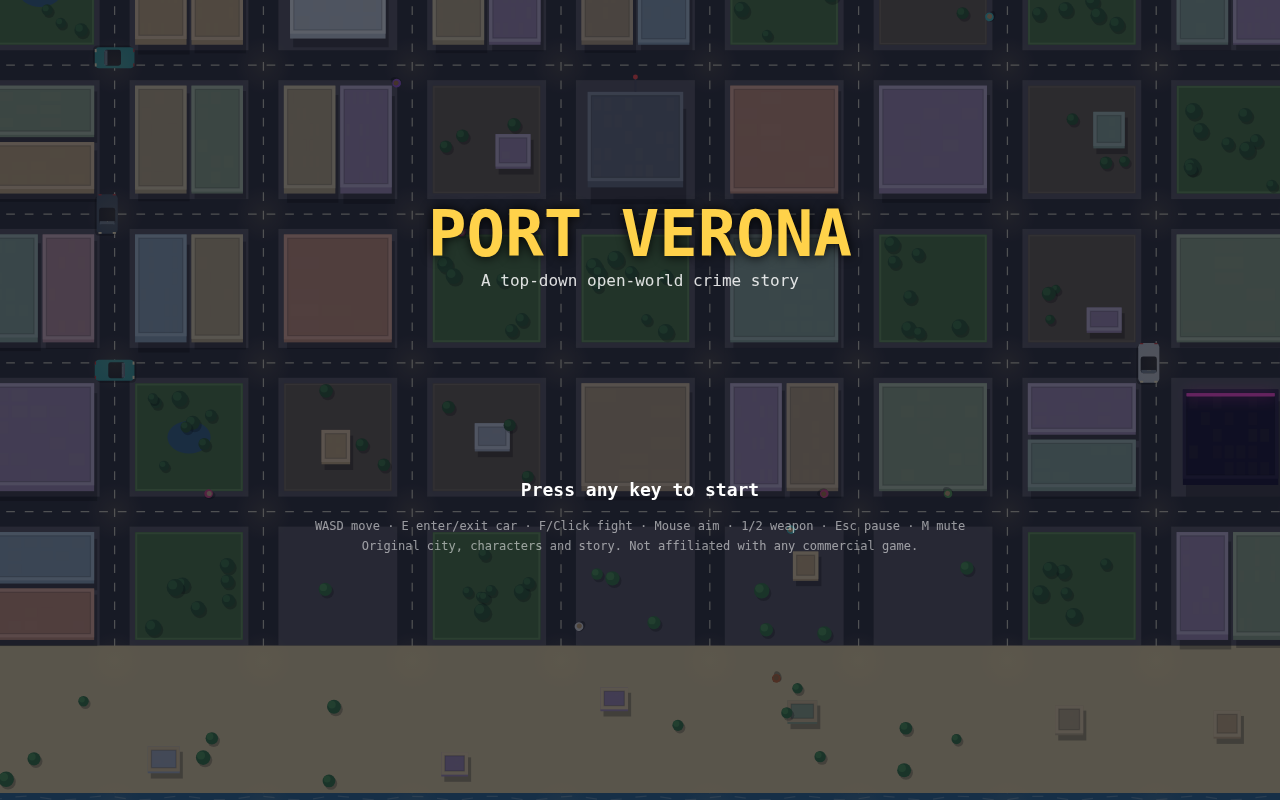 PORT VERONA
A top-down open-world crime story
Press any key to start
WASD move · E enter/exit car · F/Click fight · Mouse aim · 1/2 weapon · Esc pause · M mute
Original city, characters and story. Not affiliated with any commercial game.